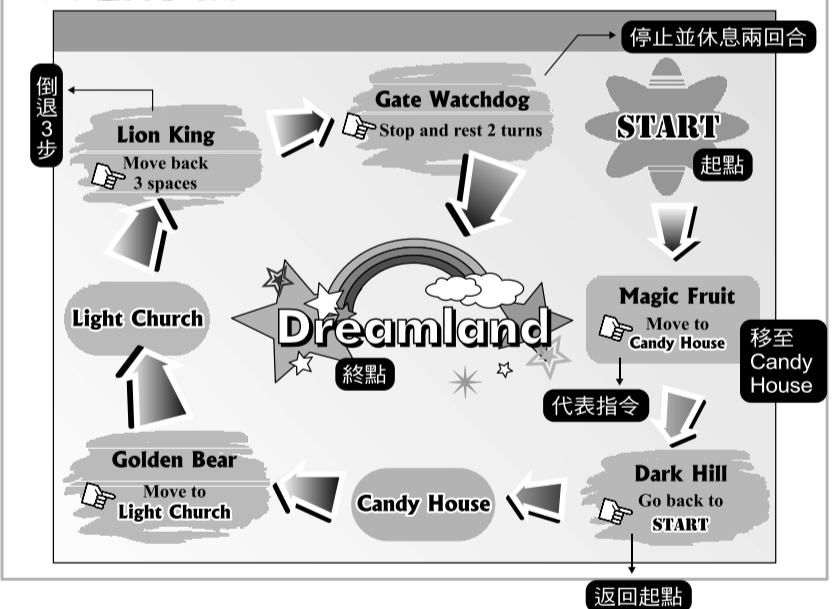 停止並休息兩回合
倒退3步
Gate Watchdog
Stop and rest 2 turns
START
起點
Lion King
Move back
3 spaces
Magic Fruit
Move to
Candy House
移至
Candy
House
代表指令
Light Church
Dreamland
終點
Golden Bear
Move to
Light Church
Candy House
Dark Hill
Go back to
START
返回起點